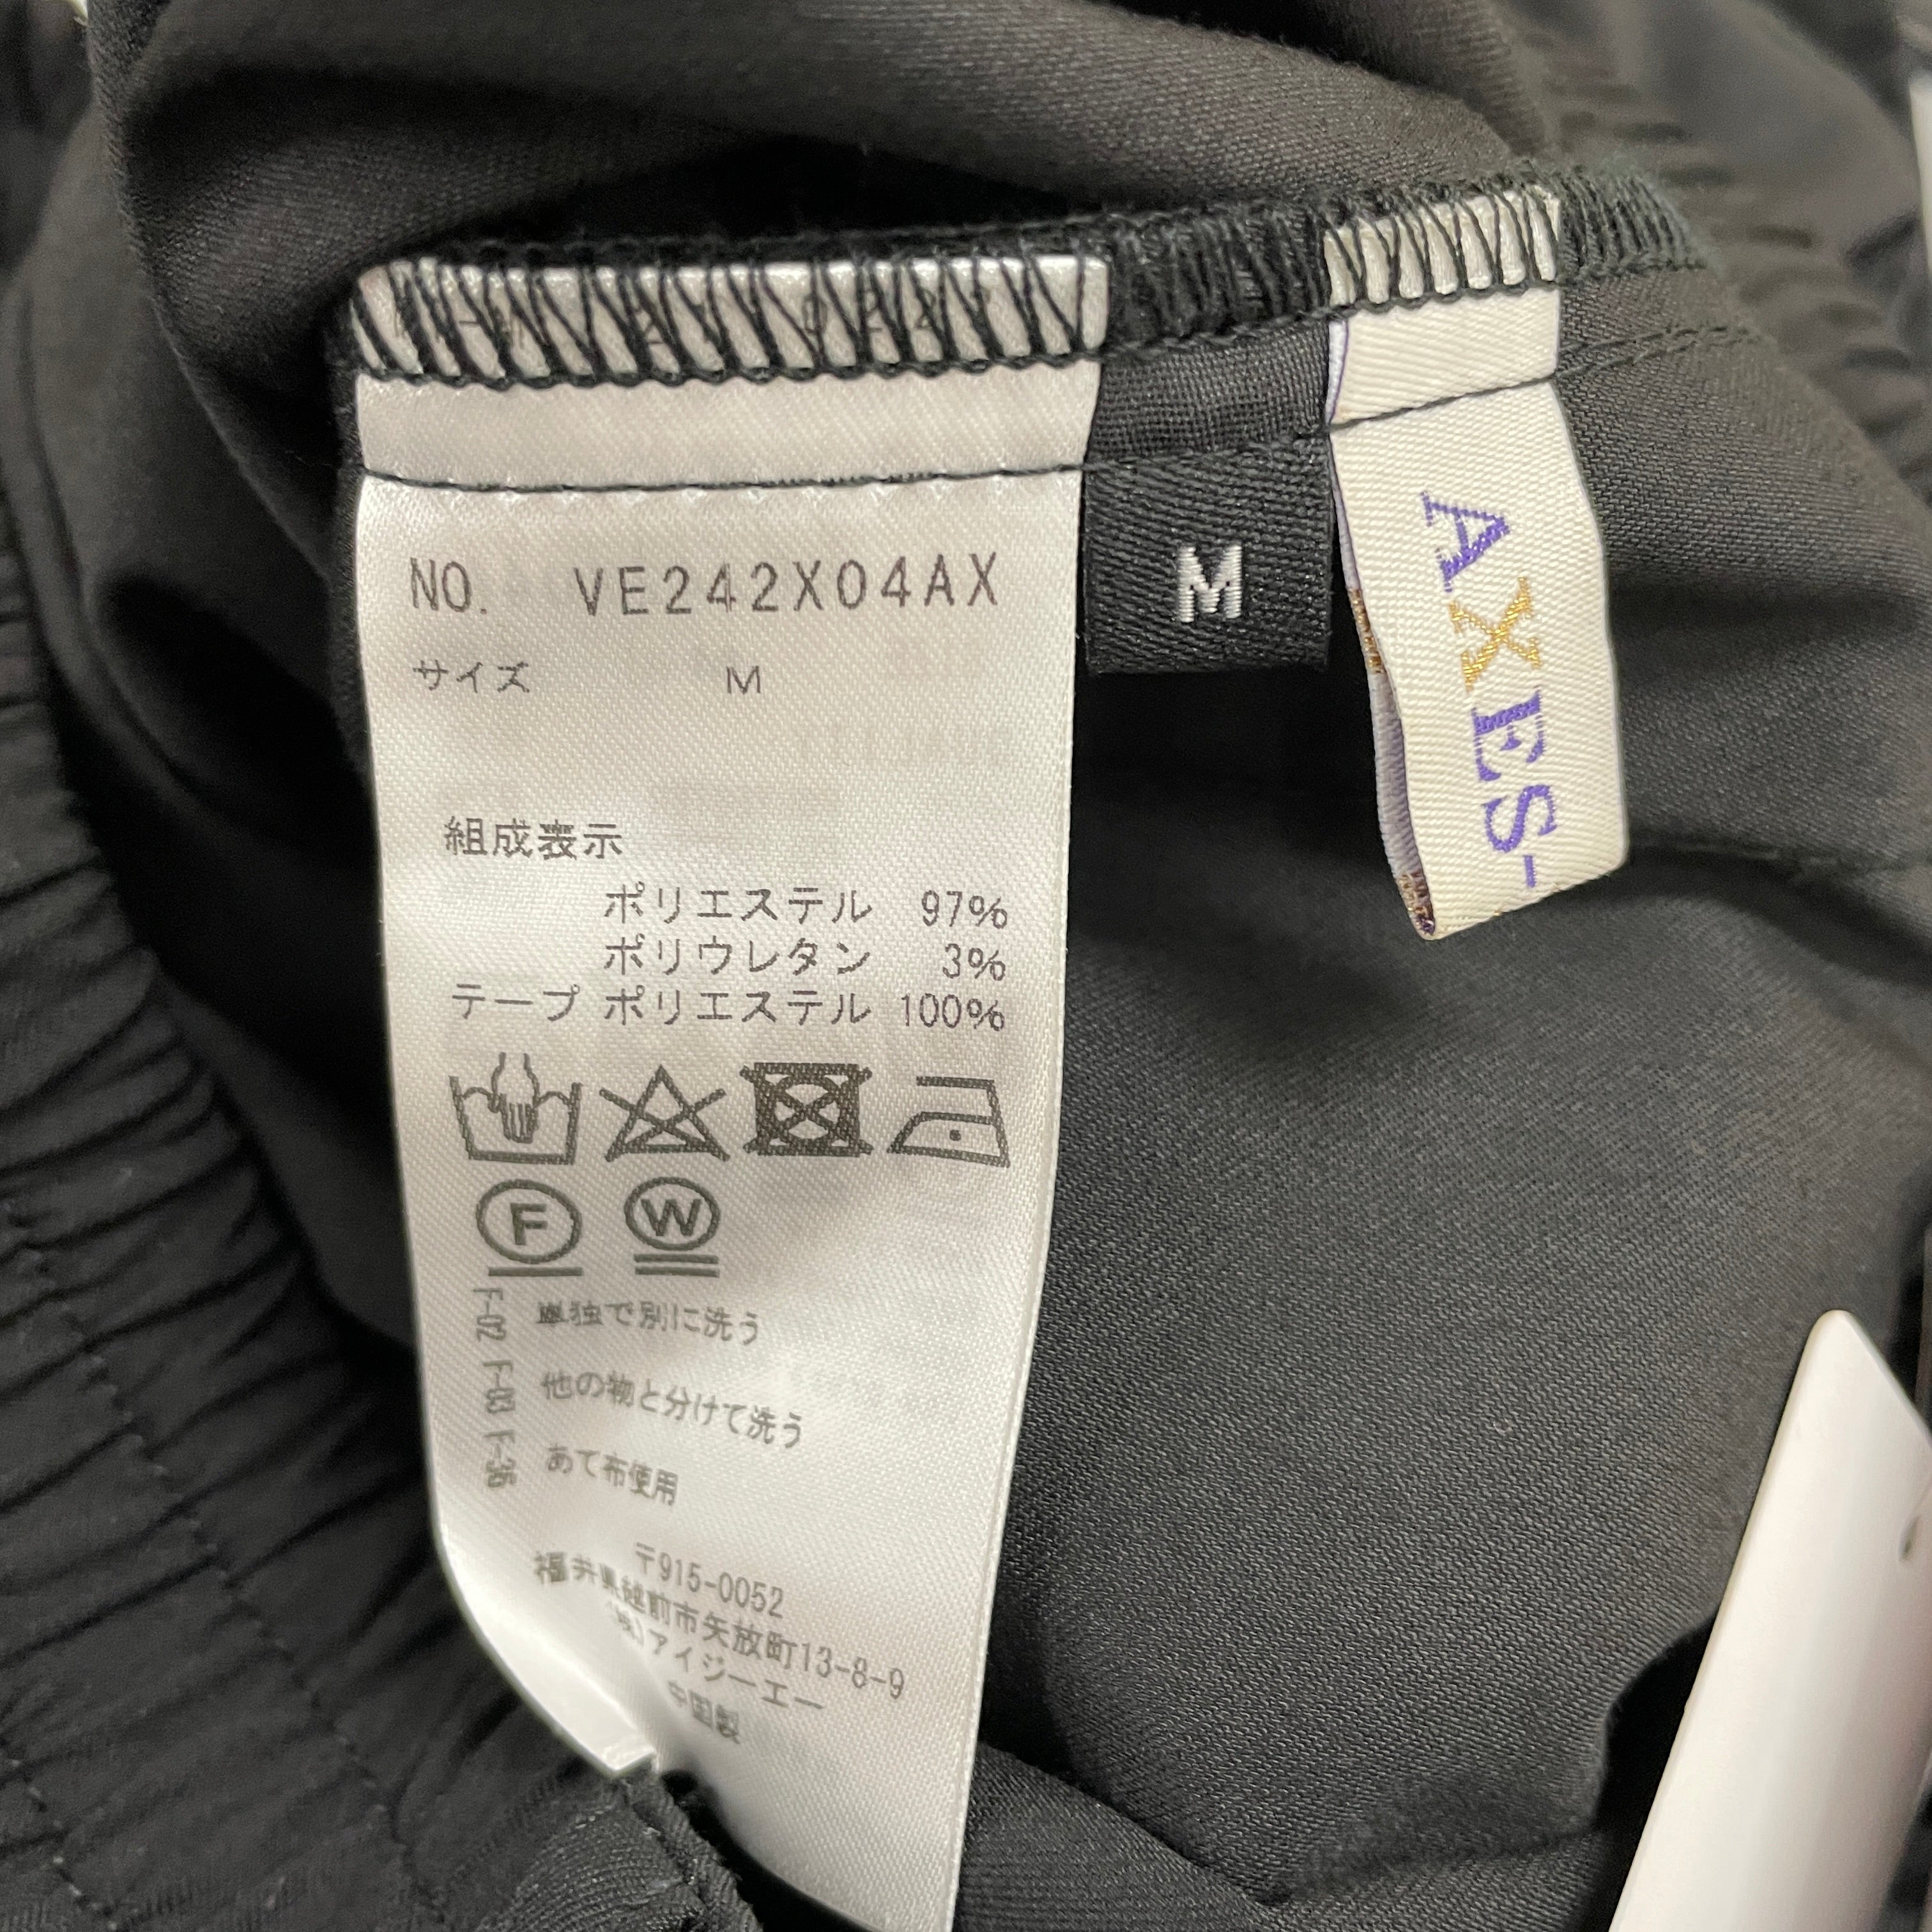 NO. VE242X04AX
サイズ M
組成表示
ポリエステル 97%
ポリウレタン 3%
テープ ポリエステル 100%
F
W
単独で別に洗う
他の物と分けて洗う
あて布使用
〒915-0052
福井県越前市矢放町13-8-9
(株)アイジーエー
中国製
M
AXES-